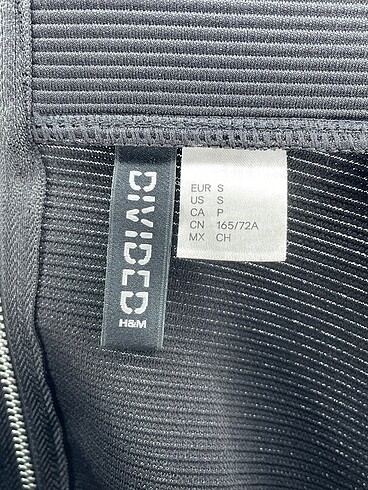 DIVIDED
H&M
EUR S
US S
CA P
CN 165/72A
MX CH